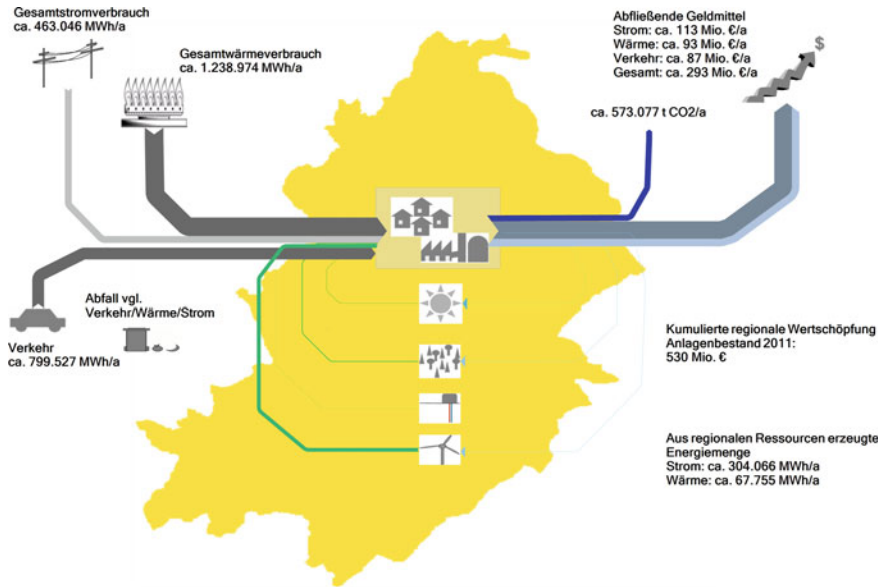 Gesamtstromverbrauch
ca. 463.046 MWh/a
Gesamtwärmeverbrauch
ca. 1.238.974 MWh/a
Abfließende Geldmittel
Strom: ca. 113 Mio. €/a
Wärme: ca. 93 Mio. €/a
Verkehr: ca. 87 Mio. €/a
Gesamt: ca. 293 Mio. €/a
$
ca. 573.077 t CO2/a
Abfall vgl.
Verkehr/Wärme/Strom
Verkehr
ca. 799.527 MWh/a
Kumulierte regionale Wertschöpfung
Anlagenbestand 2011:
530 Mio. €
Aus regionalen Ressourcen erzeugte
Energiemenge
Strom: ca. 304.066 MWh/a
Wärme: ca. 67.755 MWh/a